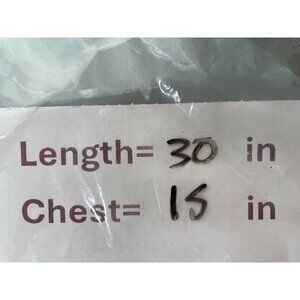 Length= 30 in
Chest= 15 in